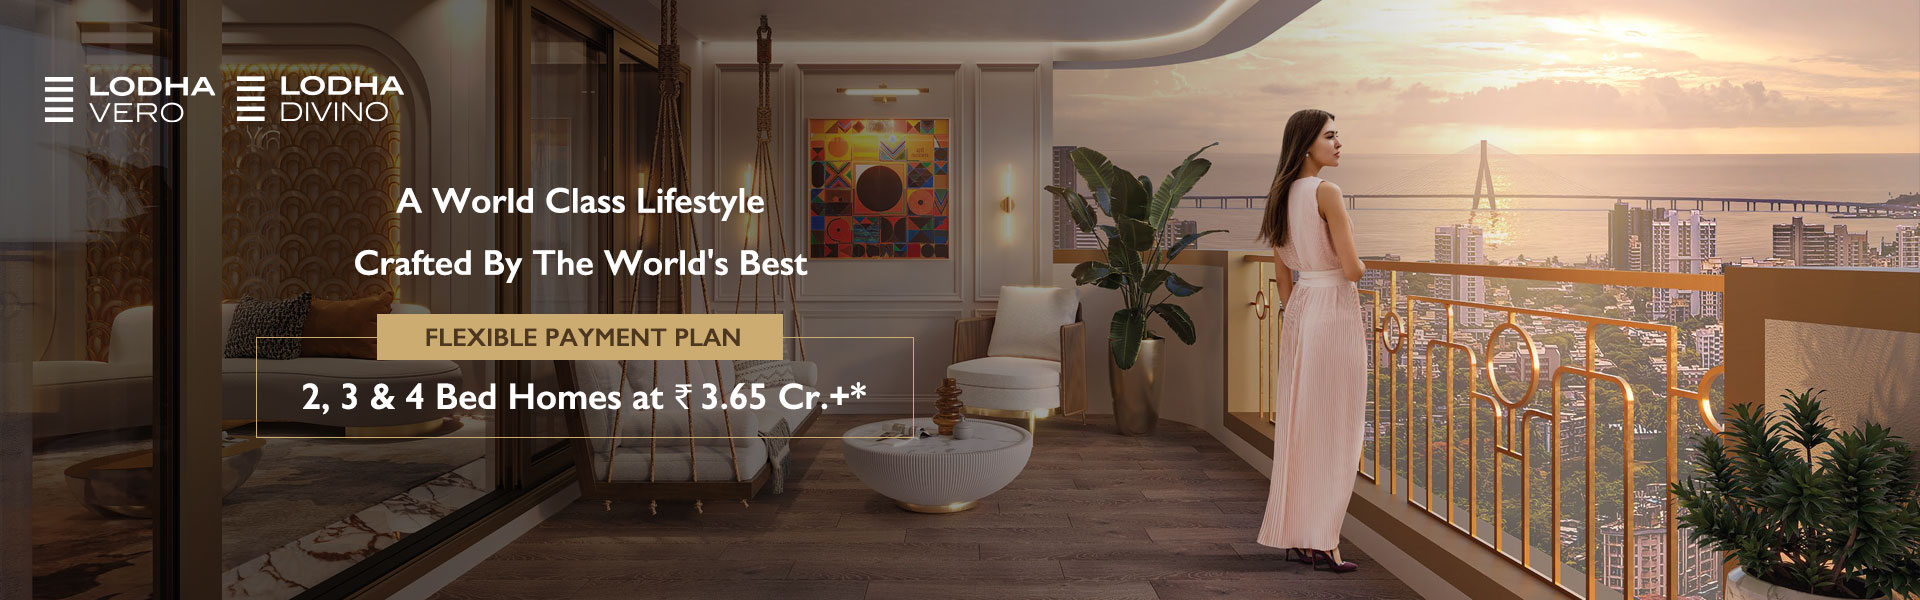 LODHA
VERO
LODHA
DIVINO
A World Class Lifestyle
Crafted By The World's Best
FLEXIBLE PAYMENT PLAN
2, 3 & 4 Bed Homes at ₹ 3.65 Cr.+*